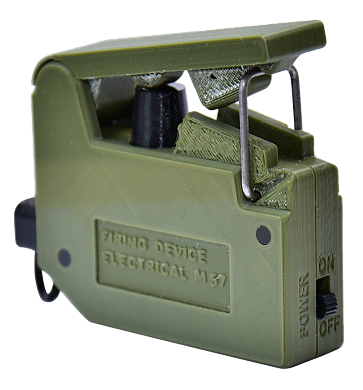 FIRING DEVICE
ELECTRICAL M57
POWER
ON
OFF